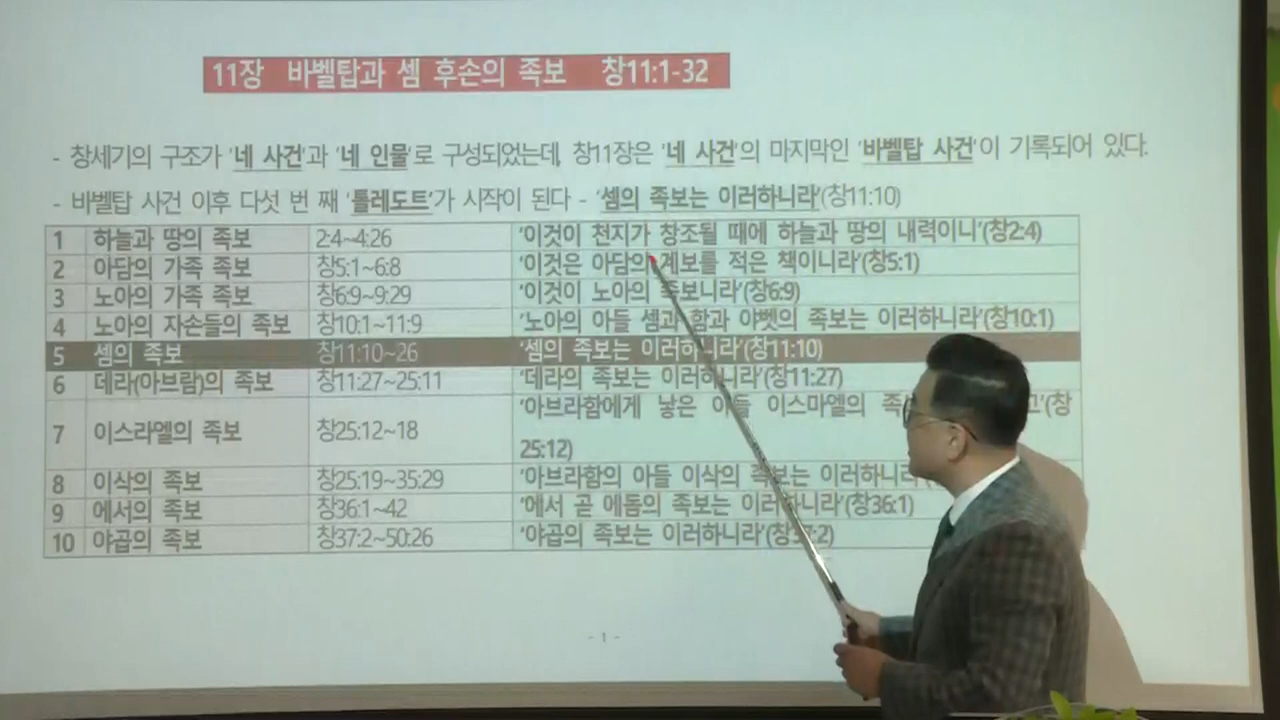 11장 바벨탑과 셈 후손의 족보 창11:1-32
- 창세기의 구조가 '네 사건'과 '네 인물'로 구성되었는데, 창11장은 '네 사건'의 마지막인 '바벨탑 사건'이 기록되어 있다.
- 바벨탑 사건 이후 다섯 번 째 '톨레도트'가 시작이 된다 - '셈의 족보는 이러하니라'(창11:10)
1 하늘과 땅의 족보 2:4~4:26 '이것이 천지가 창조될 때에 하늘과 땅의 내력이니'(창2:4)
2 아담의 가족 족보 창5:1~6:8 '이것은 아담의 계보를 적은 책이니라'(창5:1)
3 노아의 가족 족보 창6:9~9:29 '이것이 노아의 족보니라'(창6:9)
4 노아의 자손들의 족보 창10:1~11:9 '노아의 아들 셈과 함과 야벳의 족보는 이러하니라'(창10:1)
5 셈의 족보 창11:10~26 '셈의 족보는 이러하니라'(창11:10)
6 데라(아브람)의 족보 창11:27~25:11 '데라의 족보는 이러하니라'(창11:27)
7 이스라엘의 족보 창25:12~18 '아브라함에게 낳은 아들 이스마엘의 (창
25:12)
8 이삭의 족보 창25:19~35:29 '아브라함의 아들 이삭의 족보는 이러하니라
9 에서의 족보 창36:1~42 '에서 곧 에돔의 족보는 이러하니라'(창36:1)
10 야곱의 족보 창37:2~50:26 '야곱의 족보는 이러하니라'(창37:2)
- 1 -